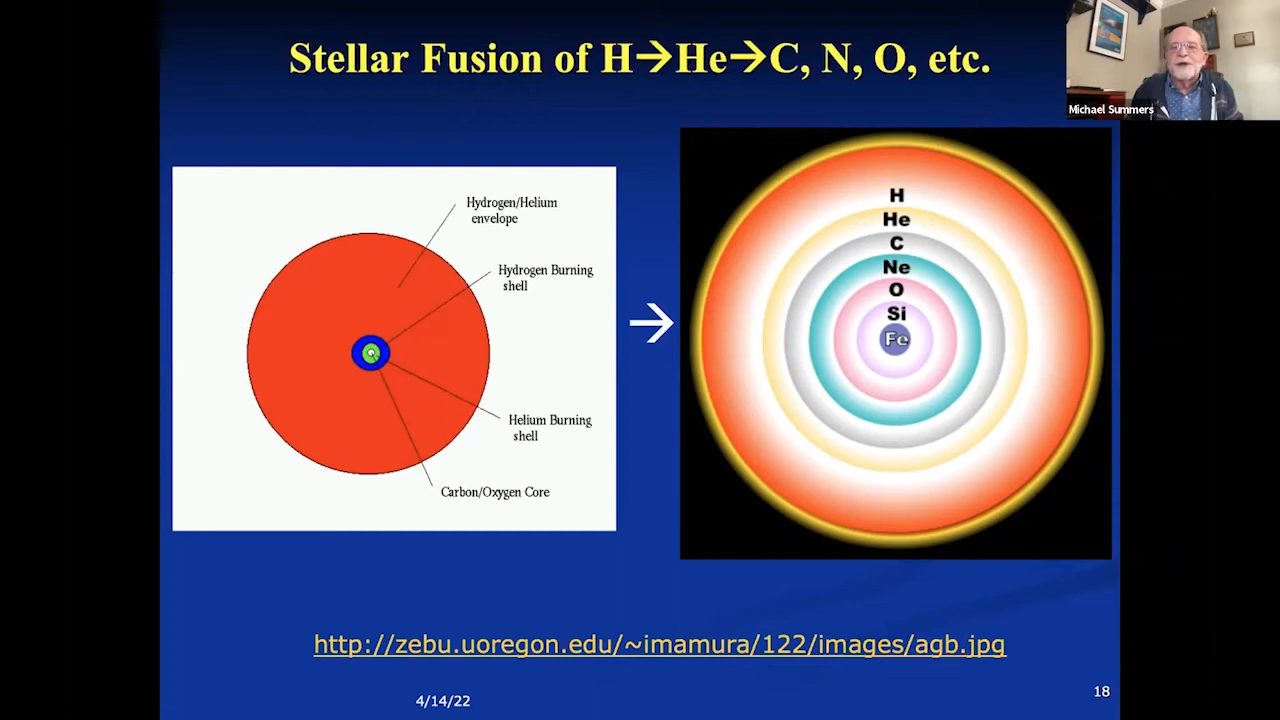 Stellar Fusion of H→He→C, N, O, etc.
Michael Summers
Hydrogen/Helium
envelope
Hydrogen Burning
shell
Helium Burning
shell
Carbon/Oxygen Core
→
H
He
C
Ne
O
Si
Fe
http://zebu.uoregon.edu/~imamura/122/images/agb.jpg
4/14/22
18